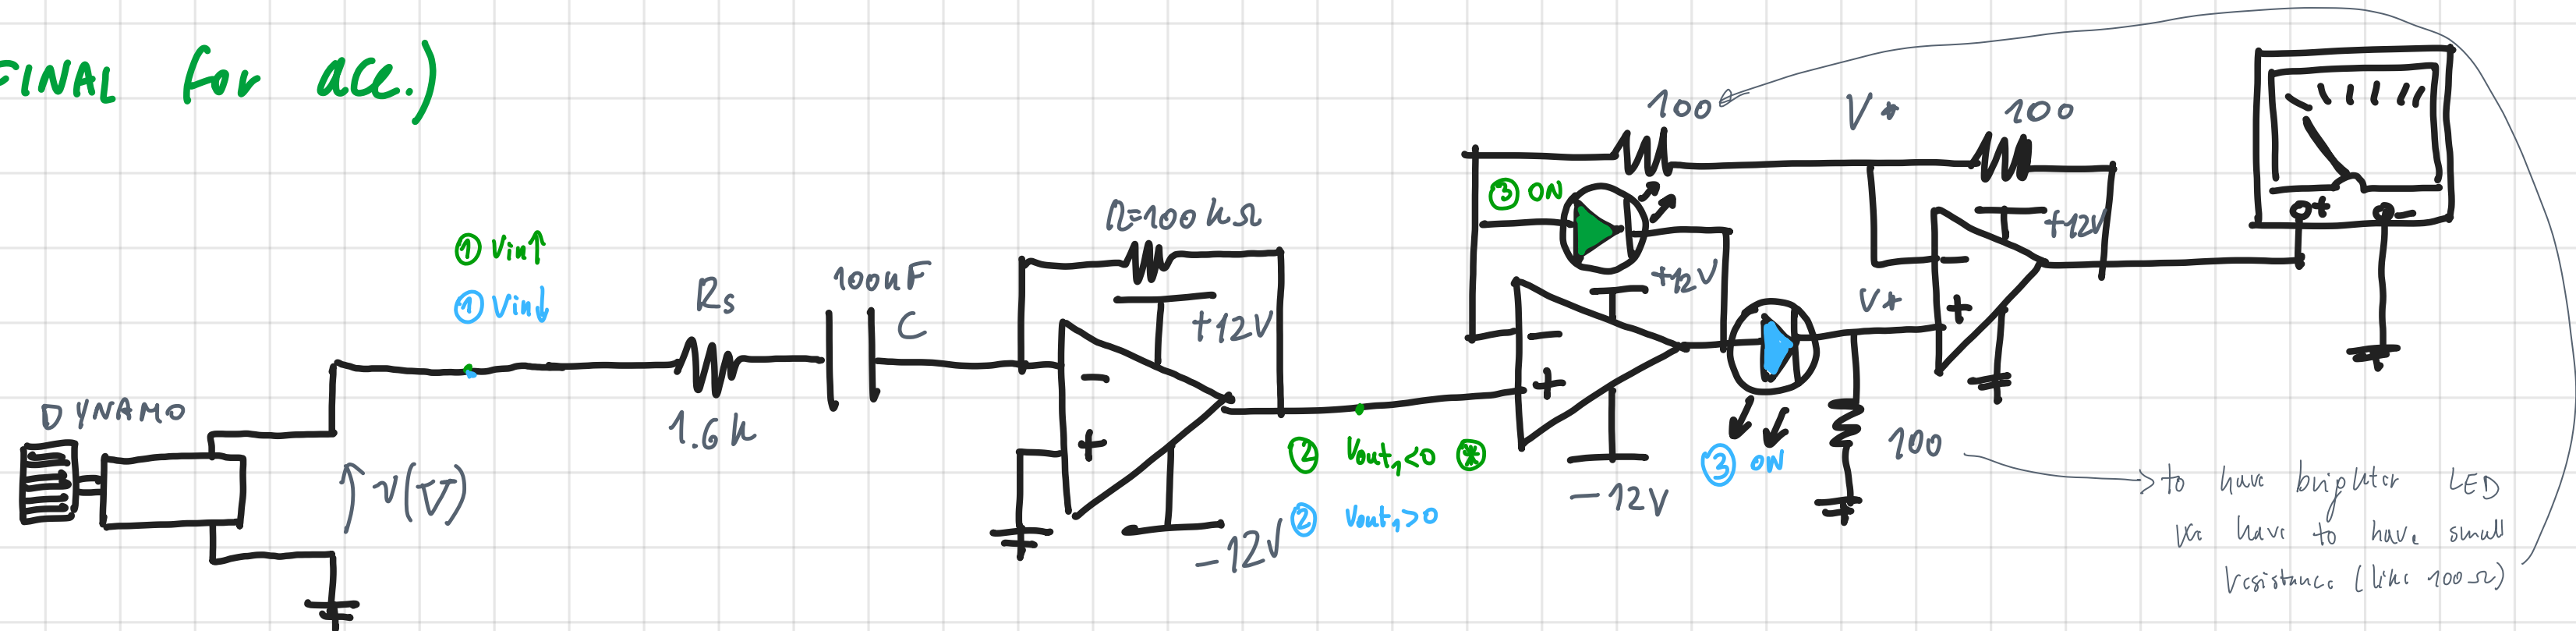 FINAL for acc.)
DYNAMO
v(V)
① Vin↑
① Vin↓
Rs
1.6k
100nF
C
R=100kΩ
-
+
+12V
-12V
② Vout,<0 ⊛
② Vout,>0
③ ON
100
-
+
+12V
-12V
③ ON
V*
100
V*
-
+
+12V
100
+
-
to have brighter LED
we have to have small
resistance (like 100Ω)